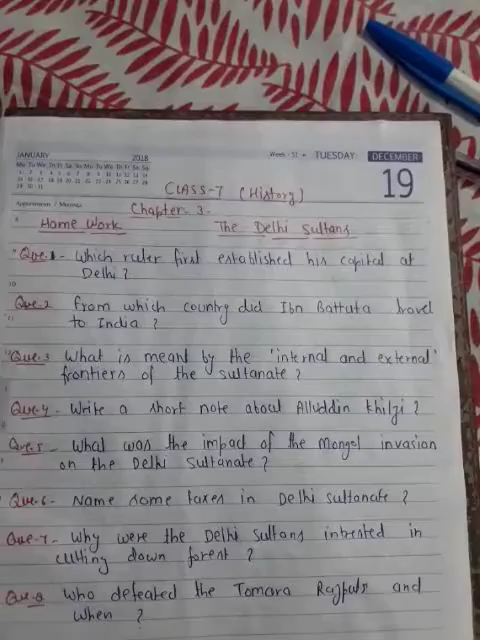 JANUARY 2018
Week : 51 • TUESDAY DECEMBER
19
CLASS-7 (History)
Appointments / Meetings
Chapter- 3-
Home Work The Delhi Sultans
Que.1- Which ruler first established his capital at
Delhi ?
Que.2 From which country did Ibn Battuta travel
to India ?
Que.3 What is meant by the 'internal and external'
frontiers of the sultanate ?
Que.4- Write a short note about Alluddin Khilzi ?
Que.5- What was the impact of the Mongol invasion
on the Delhi Sultanate ?
Que.6- Name some taxes in Delhi sultanate ?
Que.7- Why were the Delhi sultans intrested in
cutting down forest ?
Que.8 Who defeated the Tomara Rajputs and
when ?